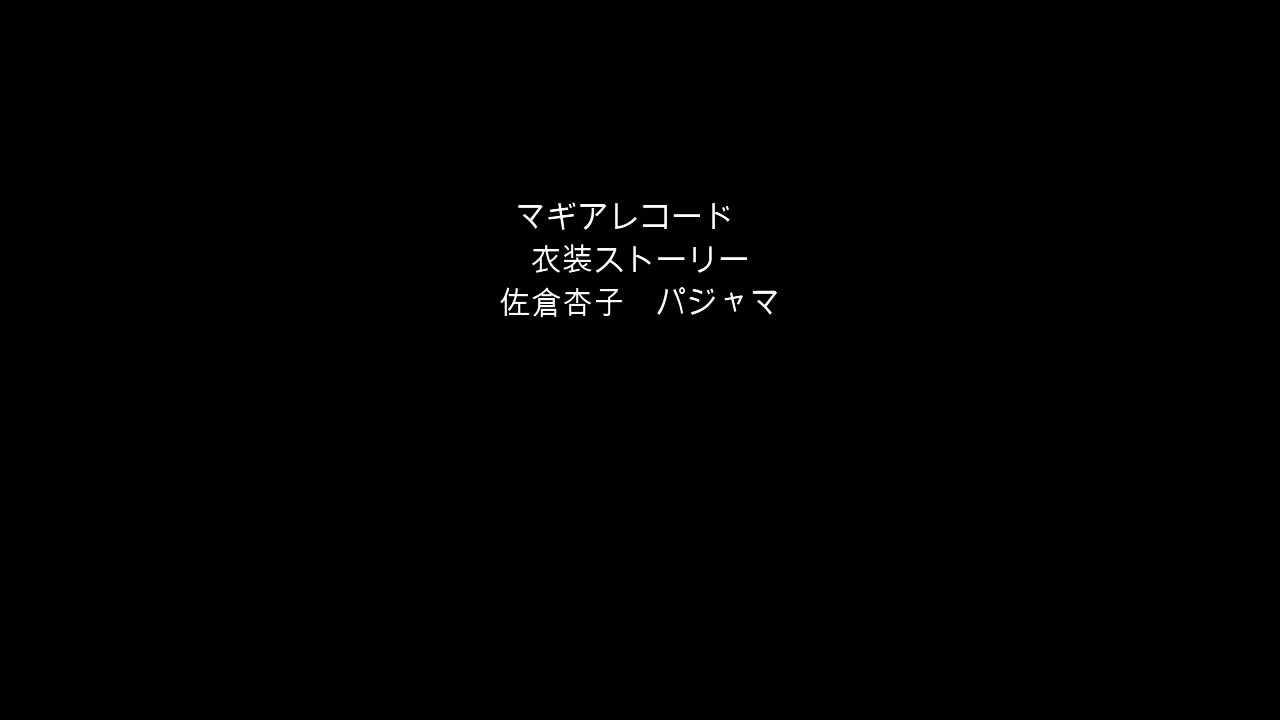 マギアレコード
衣装ストーリー
佐倉杏子　パジャマ